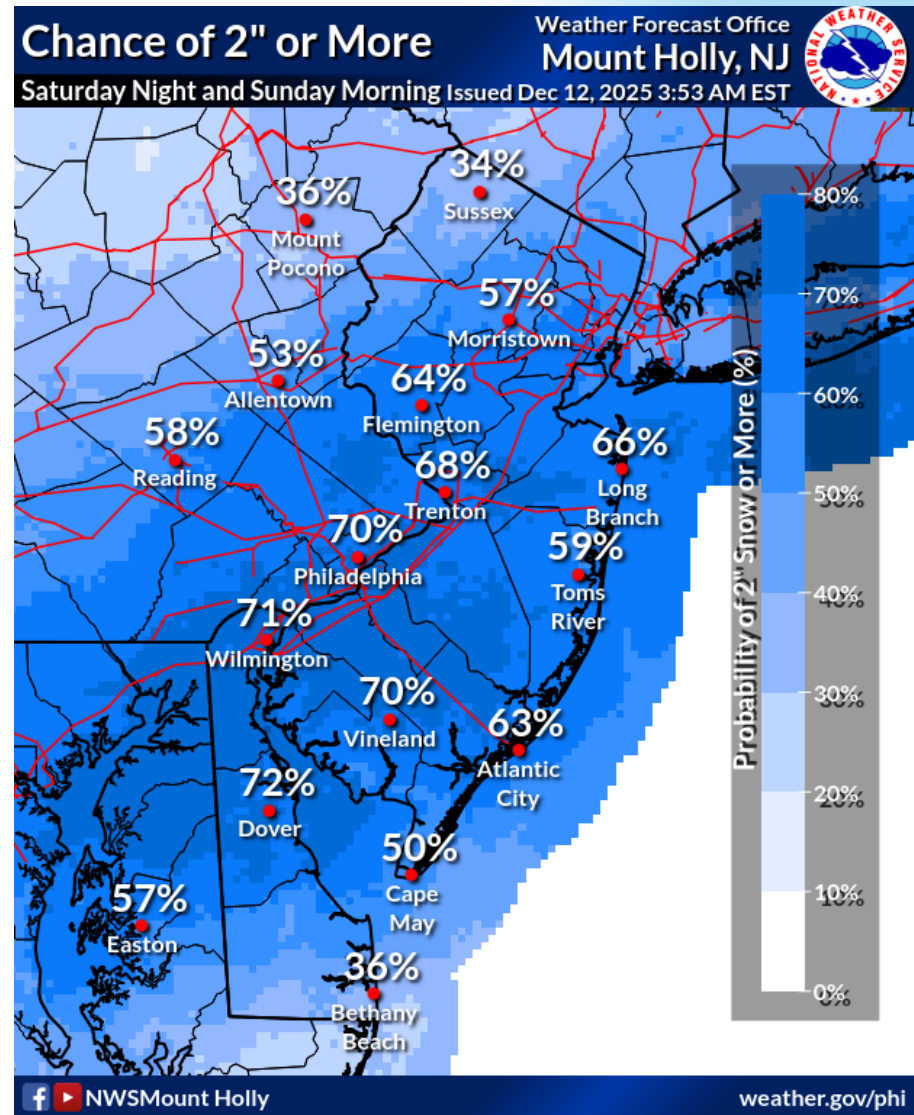 Chance of 2" or More
Weather Forecast Office
Mount Holly, NJ
NATIONAL WEATHER SERVICE
Saturday Night and Sunday Morning
Issued Dec 12, 2025 3:53 AM EST
34%
Sussex
36%
Mount
Pocono
57%
Morristown
53%
Allentown
64%
Flemington
58%
Reading
66%
Long
Branch
68%
Trenton
70%
Philadelphia
59%
Toms
River
71%
Wilmington
70%
Vineland
63%
Atlantic
City
72%
Dover
50%
Cape
May
57%
Easton
36%
Bethany
Beach
Probability of 2" Snow or More (%)
80%
70%
60%
50%
40%
30%
20%
10%
0%
NWSMount Holly
weather.gov/phi